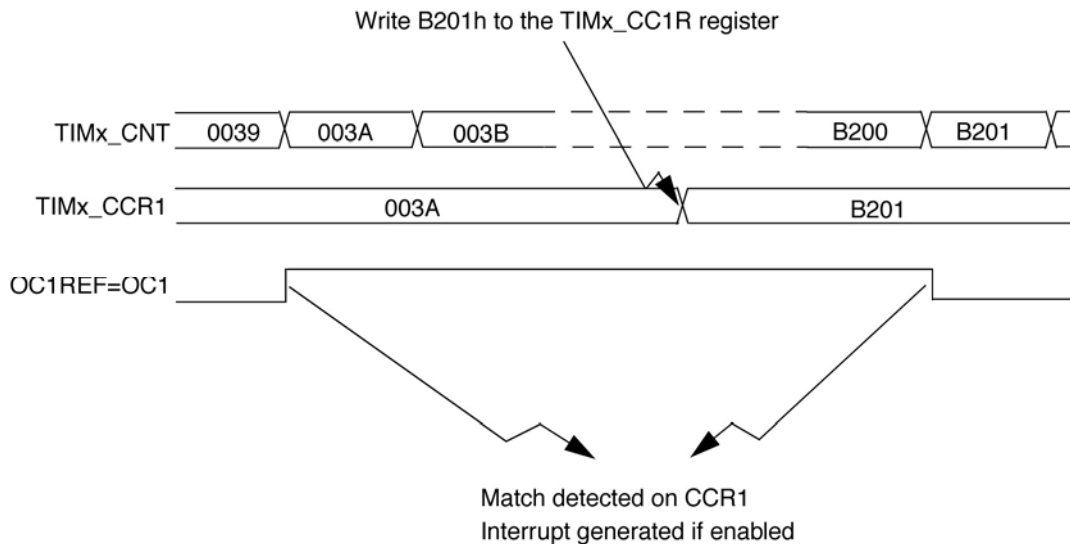 Write B201h to the TIMx_CC1R register
TIMx_CNT 0039 003A 003B B200 B201
TIMx_CCR1 003A B201
OC1REF=OC1
Match detected on CCR1
Interrupt generated if enabled